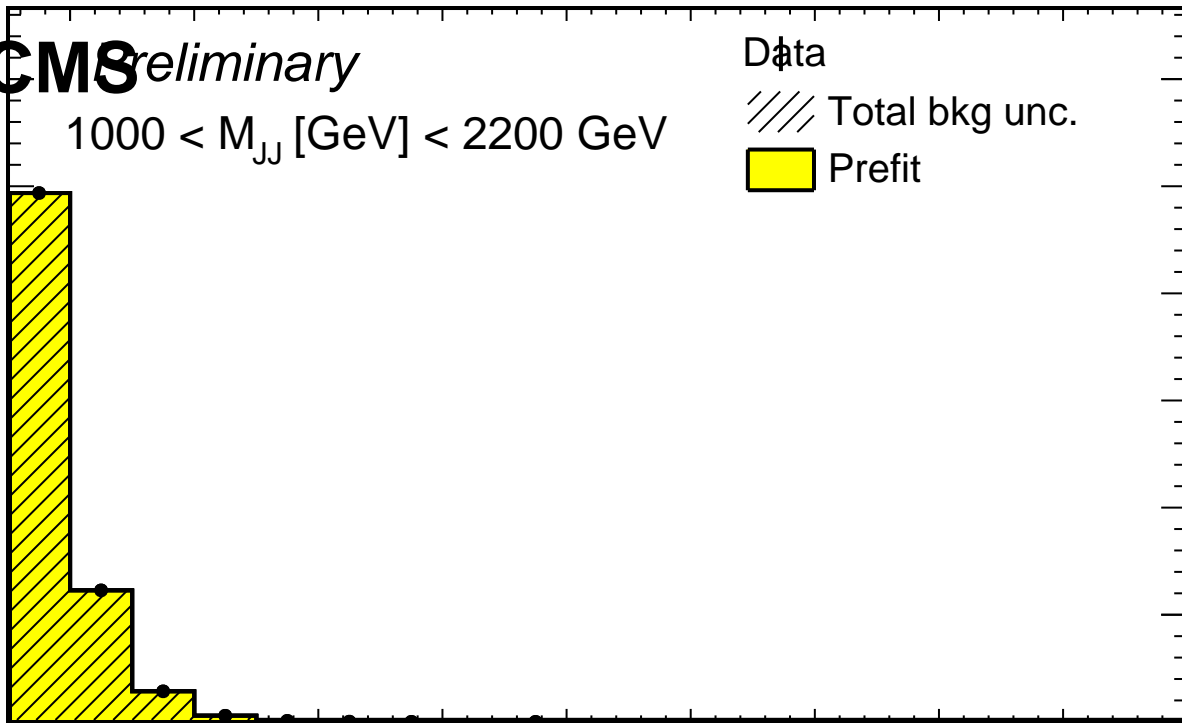 CMS Preliminary
1000 < M_JJ [GeV] < 2200 GeV
Data
Total bkg unc.
Prefit